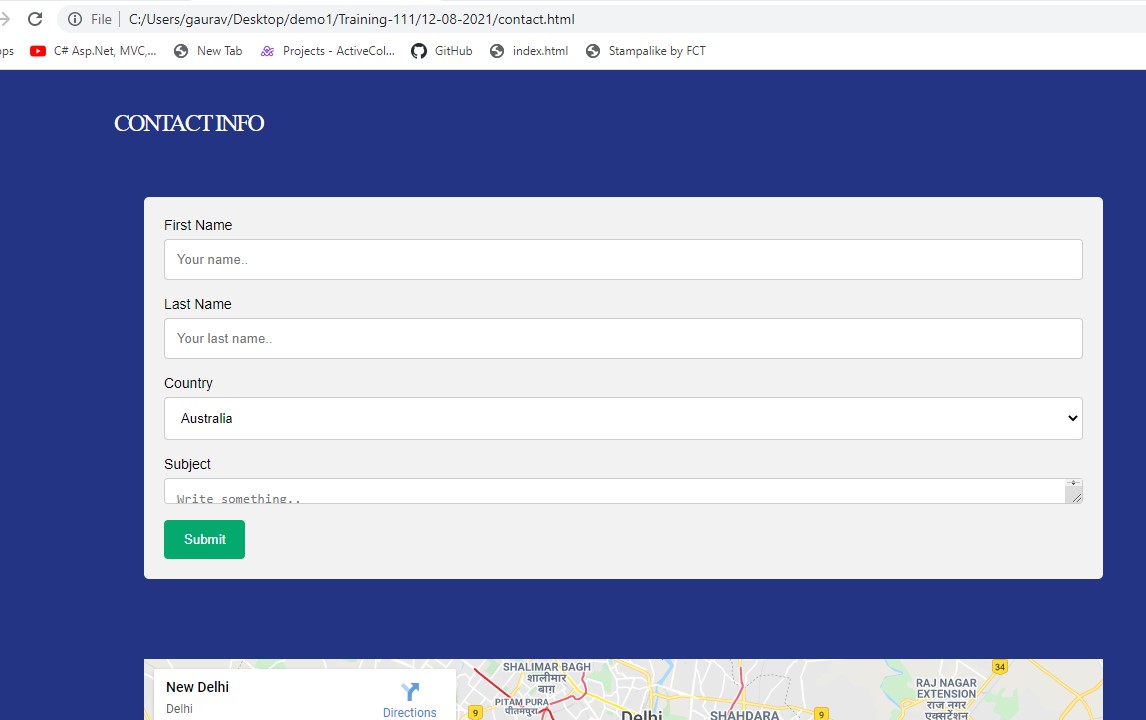 File C:/Users/gaurav/Desktop/demo1/Training-111/12-08-2021/contact.html
ps C# Asp.Net, MVC,... New Tab Projects - ActiveCol... GitHub index.html Stampalike by FCT
CONTACT INFO
First Name
Your name..
Last Name
Your last name..
Country
Australia
Subject
Write something..
Submit
New Delhi
Delhi
Directions
SHALIMAR BAGH
शालीमार
बाग़
PITAM PURA
पीतमपुरा
9
Delhi
SHAHDARA
9
34
RAJ NAGAR
EXTENSION
राज नगर
एक्सटेंशन